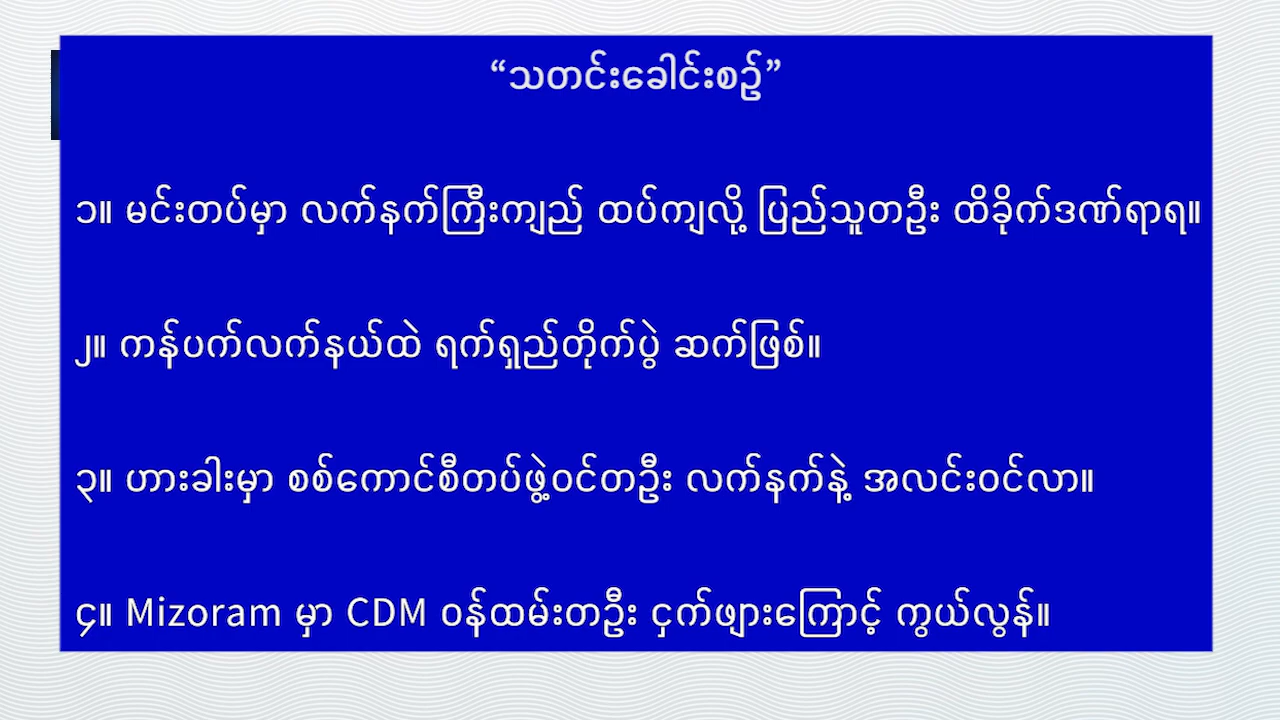 “သတင်းခေါင်းစဉ်”
၁။ မင်းတပ်မှာ လက်နက်ကြီးကျည် ထပ်ကျလို့ ပြည်သူတဦး ထိခိုက်ဒဏ်ရာရ။
၂။ ကန်ပက်လက်နယ်ထဲ ရက်ရှည်တိုက်ပွဲ ဆက်ဖြစ်။
၃။ ဟားခါးမှာ စစ်ကောင်စီတပ်ဖွဲ့ဝင်တဦး လက်နက်နဲ့ အလင်းဝင်လာ။
၄။ Mizoram မှာ CDM ဝန်ထမ်းတဦး ငှက်ဖျားကြောင့် ကွယ်လွန်။